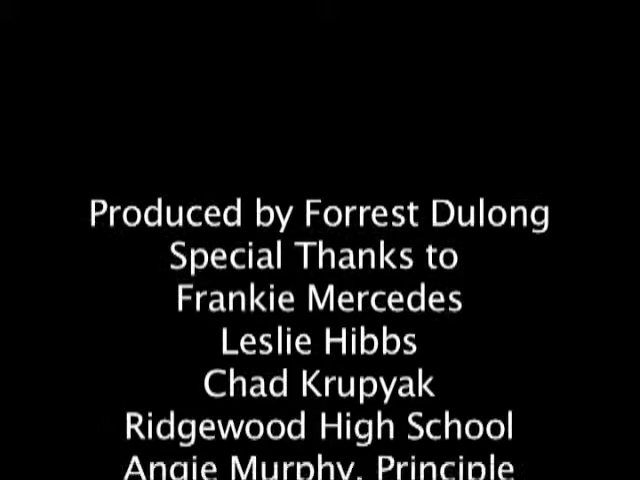 Produced by Forrest Dulong
Special Thanks to
Frankie Mercedes
Leslie Hibbs
Chad Krupyak
Ridgewood High School
Angie Murphy, Principle